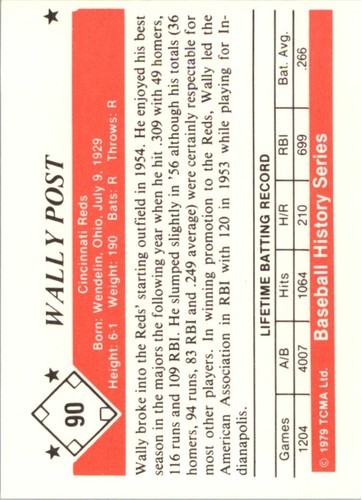 90
WALLY POST
Cincinnati Reds
Born: Wendelin, Ohio, July 9, 1929
Height: 6-1 Weight: 190 Bats: R Throws: R
Wally broke into the Reds' starting outfield in 1954. He enjoyed his best
season in the majors the following year when he hit .309 with 49 homers,
116 runs and 109 RBI. He slumped slightly in '56 although his totals (36
homers, 94 runs, 83 RBI and .249 average) were certainly respectable for
most other players. In winning promotion to the Reds, Wally led the
American Association in RBI with 120 in 1953 while playing for In-
dianapolis.
LIFETIME BATTING RECORD
Games A/B Hits H/R RBI Bat. Avg.
1204 4007 1064 210 699 .266
© 1979 TCMA Ltd. Baseball History Series